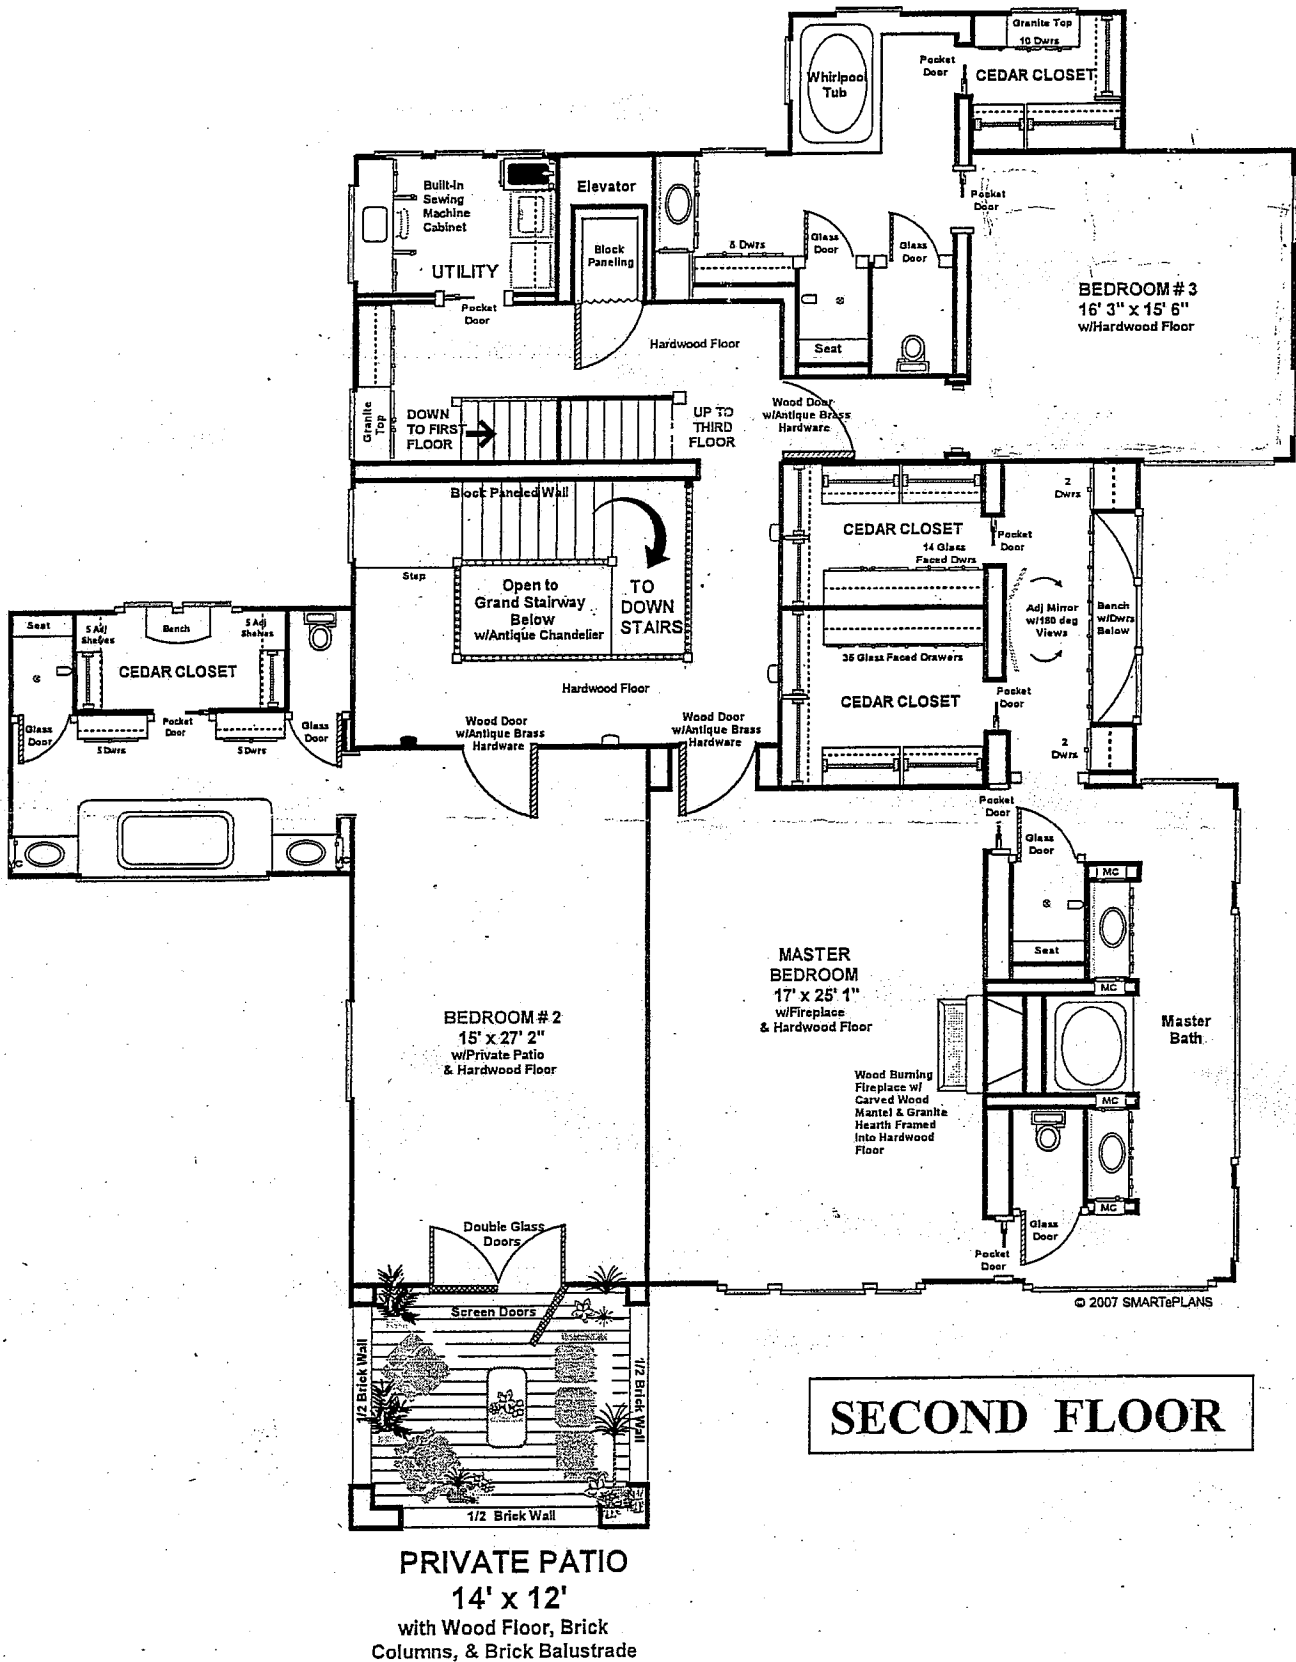 Granite Top
10 Dwrs
Pocket
Door
CEDAR CLOSET
Whirlpool
Tub
Built-In
Sewing
Machine
Cabinet
UTILITY
Pocket
Door
Elevator
Block
Paneling
8 Dwrs
Glass
Door
Glass
Door
Pocket
Door
Seat
BEDROOM # 3
16' 3" x 15' 6"
w/Hardwood Floor
Hardwood Floor
Granite
Top
DOWN
TO FIRST
FLOOR
UP TO
THIRD
FLOOR
Wood Door
w/Antique Brass
Hardware
Block Paneled Wall
Step
Open to
Grand Stairway
Below
w/Antique Chandelier
TO
DOWN
STAIRS
Hardwood Floor
CEDAR CLOSET
14 Glass
Faced Dwrs
Pocket
Door
2
Dwrs
Adj Mirror
w/180 deg
Views
Bench
w/Dwrs
Below
35 Glass Faced Drawers
CEDAR CLOSET
Pocket
Door
2
Dwrs
Seat
5 Adj
Shelves
Bench
5 Adj
Shelves
CEDAR CLOSET
Glass
Door
5 Dwrs
Pocket
Door
5 Dwrs
Glass
Door
MC
MC
Wood Door
w/Antique Brass
Hardware
Wood Door
w/Antique Brass
Hardware
Pocket
Door
Glass
Door
MC
Seat
MC
MASTER
BEDROOM
17' x 25' 1"
w/Fireplace
& Hardwood Floor
BEDROOM # 2
15' x 27' 2"
w/Private Patio
& Hardwood Floor
Master
Bath
Wood Burning
Fireplace w/
Carved Wood
Mantel & Granite
Hearth Framed
Into Hardwood
Floor
MC
MC
Glass
Door
Pocket
Door
Double Glass
Doors
Screen Doors
© 2007 SMARTePLANS
1/2 Brick Wall
1/2 Brick Wall
1/2 Brick Wall
SECOND FLOOR
PRIVATE PATIO
14' x 12'
with Wood Floor, Brick
Columns, & Brick Balustrade